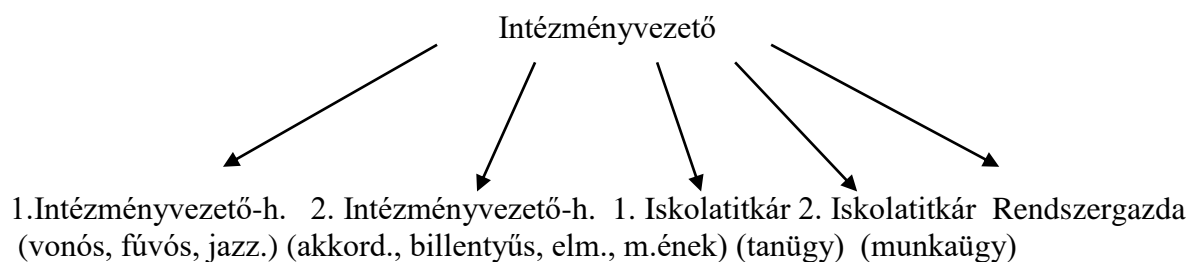 Intézményvezető
1.Intézményvezető-h. 2. Intézményvezető-h. 1. Iskolatitkár 2. Iskolatitkár Rendszergazda
(vonós, fúvós, jazz.) (akkord., billentyűs, elm., m.ének) (tanügy) (munkaügy)